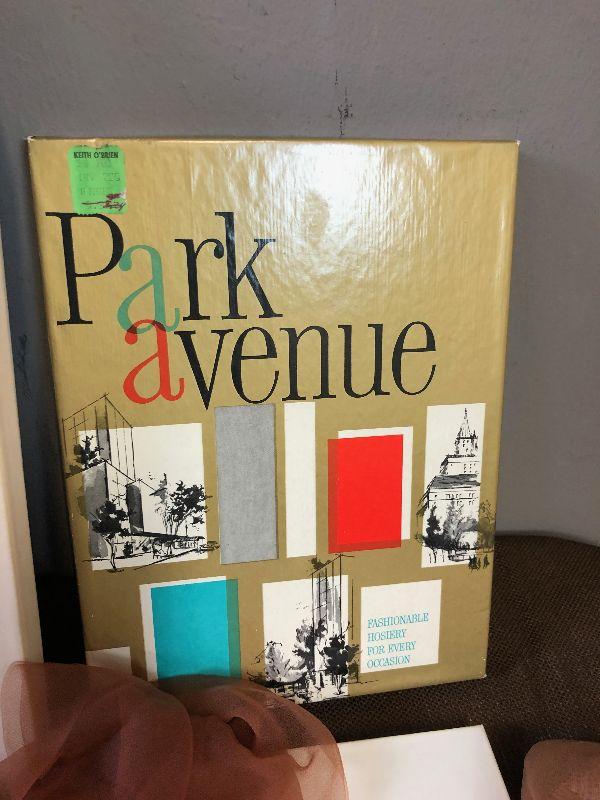 KEITH O'BRIEN
Park
avenue
FASHIONABLE
HOSIERY
FOR EVERY
OCCASION